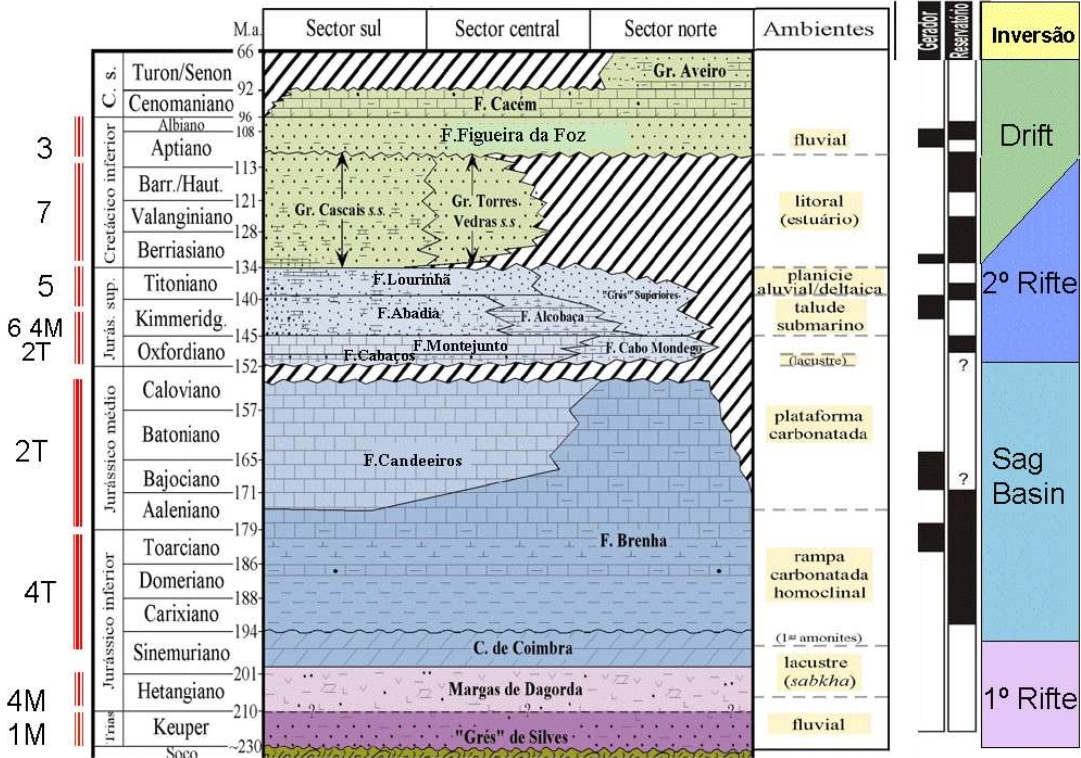 M.a.
Sector sul
Sector central
Sector norte
Ambientes
Gerador
Reservatório
Inversão
66
C. s.
Turon/Senon
Gr. Aveiro
92
Cenomaniano
F. Cacém
96
Drift
3
Cretácico inferior
Albiano
108
F.Figueira da Foz
fluvial
Aptiano
113
7
Barr./Haut.
121
Gr. Cascais s.s.
Gr. Torres
Vedras s.s
litoral
(estuário)
Valanginiano
128
Berriasiano
134
5
Jurás. sup.
Titoniano
F.Lourinhã
planície
aluvial/deltaica
2º Rifte
140
"Grés" Superiores
6 4M
Kimmeridg.
F.Abadia
F. Alcobaça
talude
submarino
145
2T
Oxfordiano
F.Montejunto
F.Cabaços
F. Cabo Mondego
(lacustre)
152
?
Jurássico médio
Caloviano
157
plataforma
carbonatada
2T
Batoniano
165
F.Candeeiros
Sag
Basin
Bajociano
?
171
Aaleniano
179
Jurássico inferior
Toarciano
F. Brenha
186
rampa
carbonatada
homoclinal
4T
Domeriano
188
Carixiano
194
(1ªs amonites)
Sinemuriano
C. de Coimbra
201
lacustre
(sabkha)
4M
Hetangiano
Margas de Dagorda
1º Rifte
210
?
?
?
1M
Trias
Keuper
"Grés" de Silves
fluvial
~230
Soco